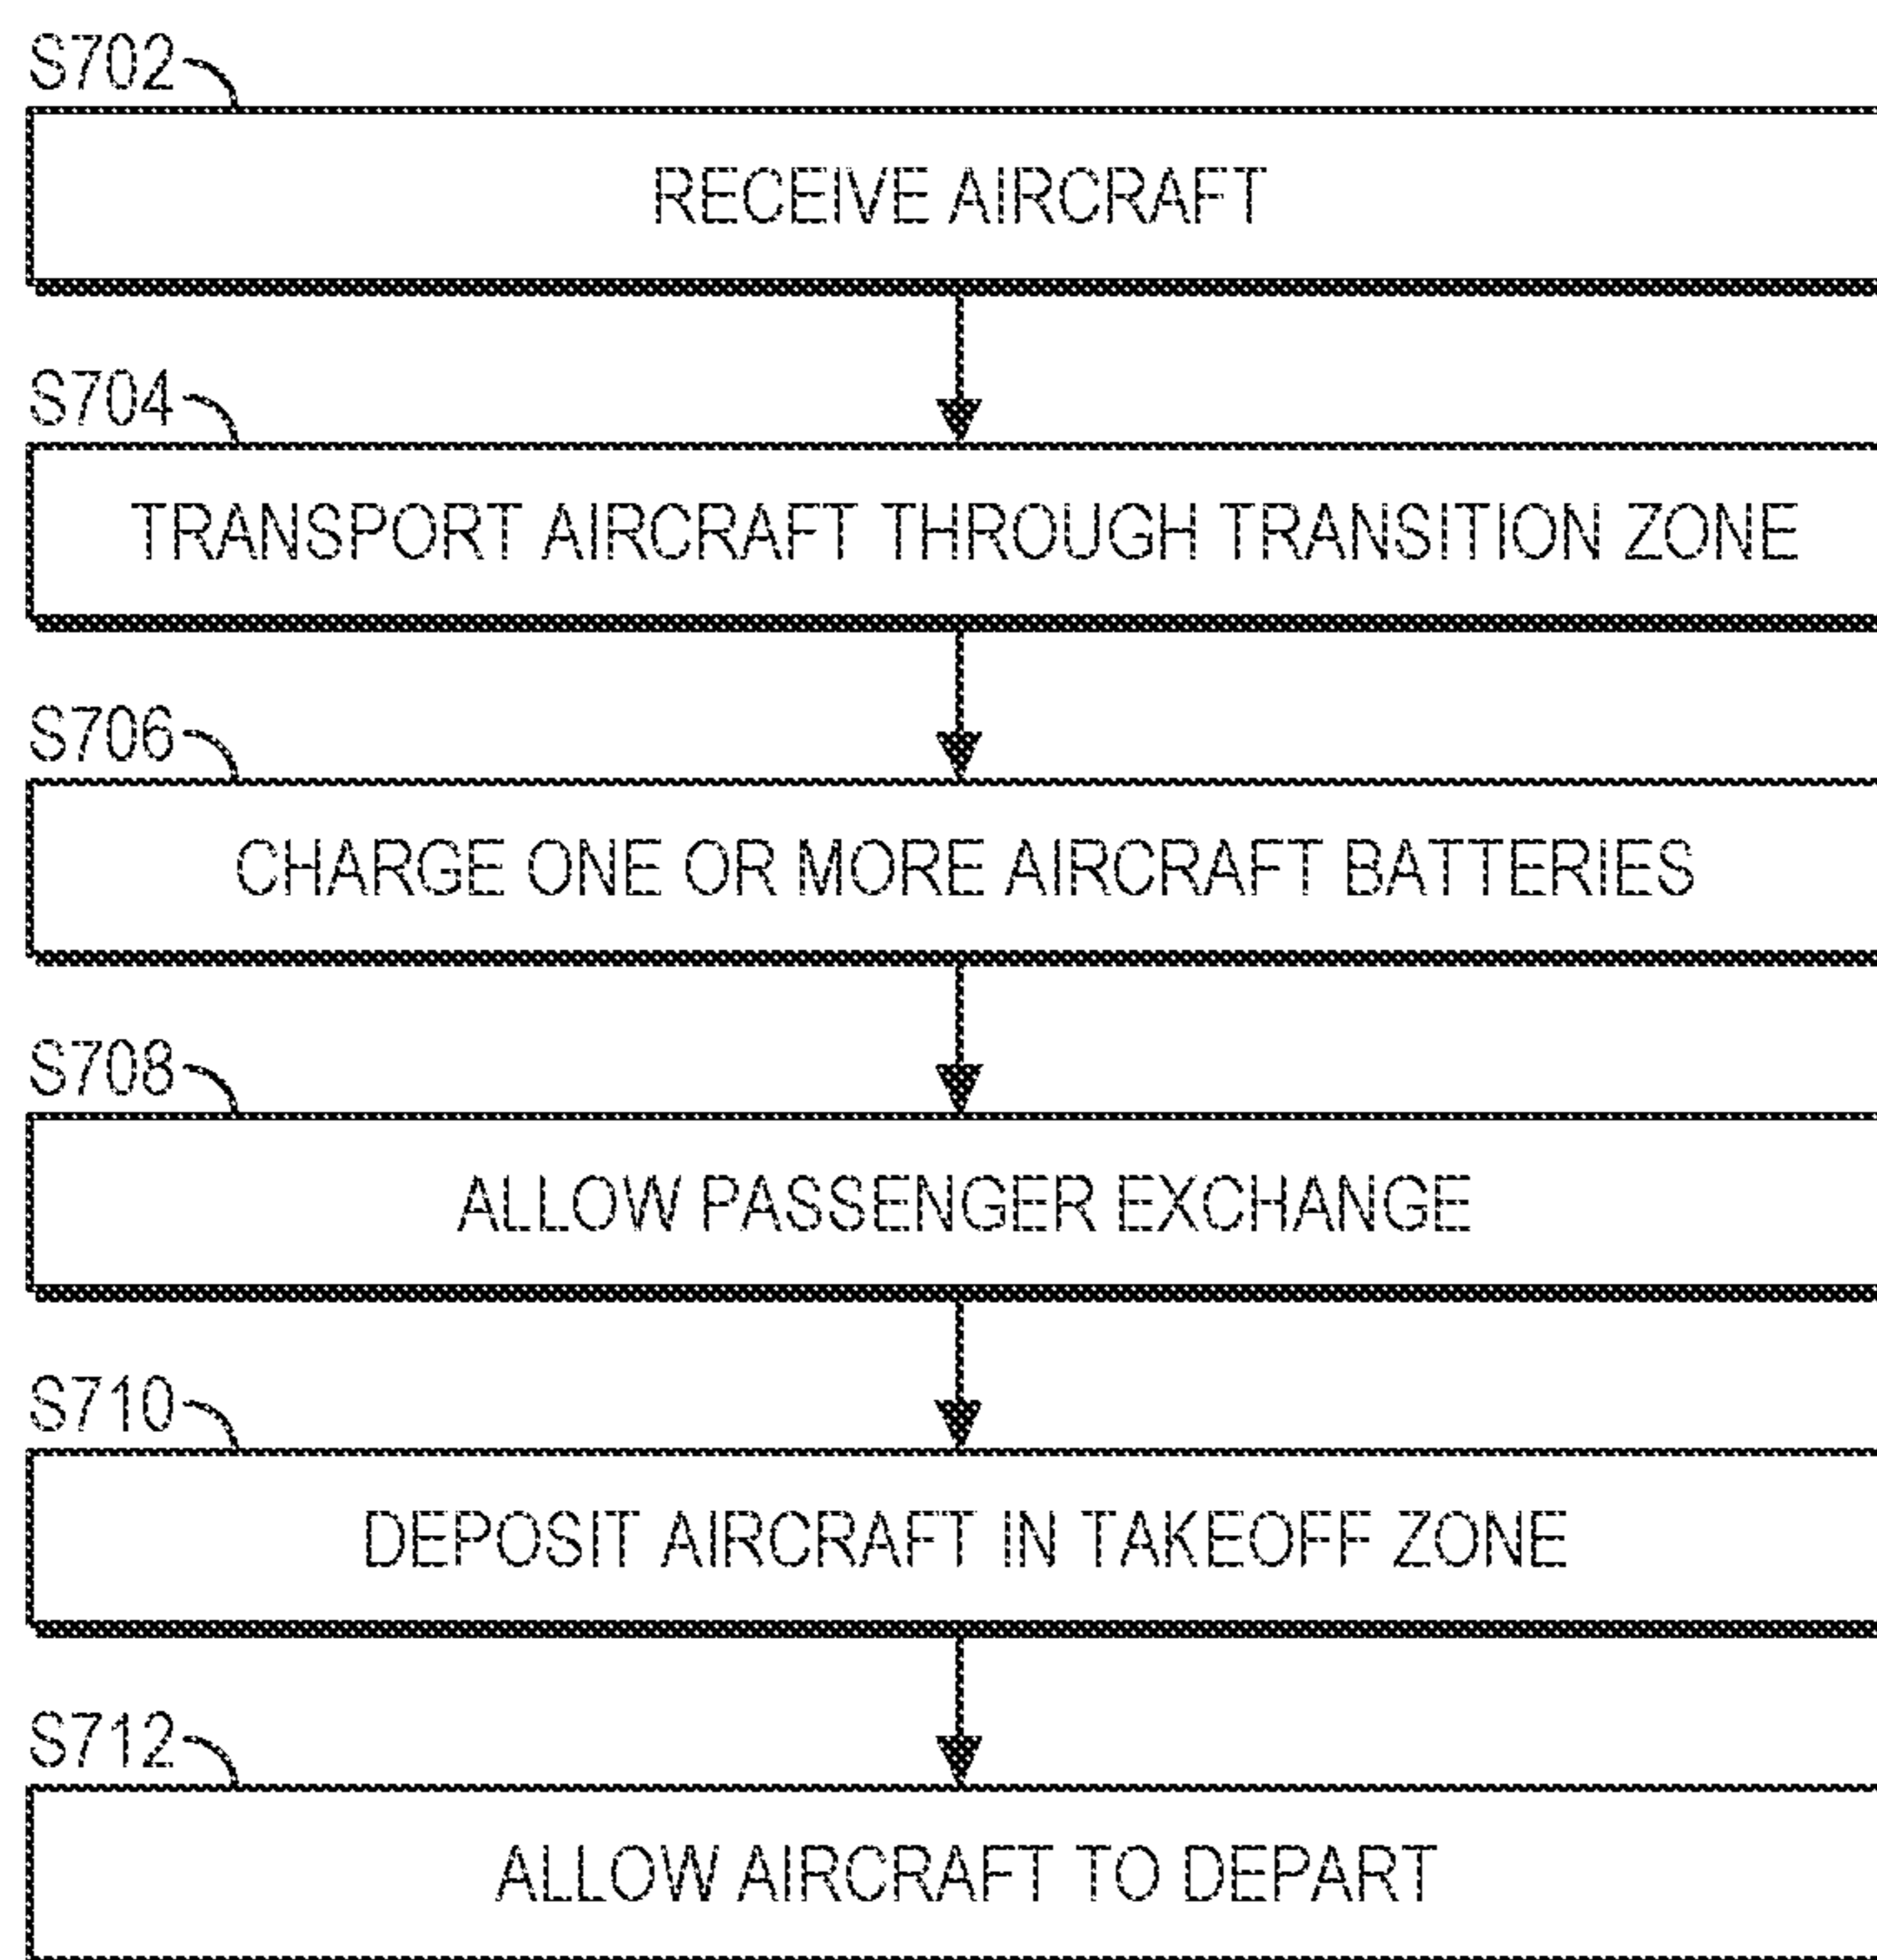 S702
RECEIVE AIRCRAFT
S704
TRANSPORT AIRCRAFT THROUGH TRANSITION ZONE
S706
CHARGE ONE OR MORE AIRCRAFT BATTERIES
S708
ALLOW PASSENGER EXCHANGE
S710
DEPOSIT AIRCRAFT IN TAKEOFF ZONE
S712
ALLOW AIRCRAFT TO DEPART